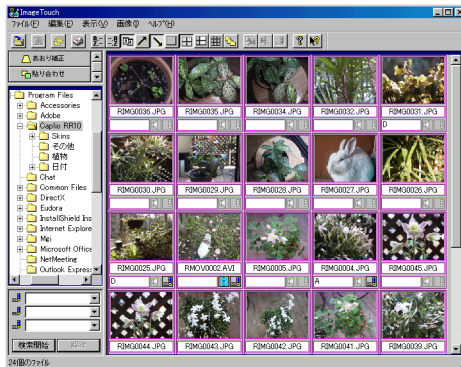 ImageTouch
ファイル(F) 編集(E) 表示(V) 画像(I) ヘルプ(H)
あおり補正
貼り合わせ
Program Files
Accessories
Adobe
Caplio RR10
Skins
その他
植物
日付
Chat
Common Files
DirectX
Eudora
InstallShield Ins
Internet Explore
Mgi
Microsoft Office
NetMeeting
Outlook Express
検索開始
解除
RIMG0036.JPG RIMG0035.JPG RIMG0034.JPG RIMG0032.JPG RIMG0031.JPG
D
RIMG0030.JPG RIMG0029.JPG RIMG0028.JPG RIMG0027.JPG RIMG0026.JPG
RIMG0025.JPG RMOV0002.AVI RIMG0005.JPG RIMG0004.JPG RIMG0045.JPG
D A
RIMG0044.JPG RIMG0043.JPG RIMG0042.JPG RIMG0041.JPG RIMG0039.JPG
24個のファイル